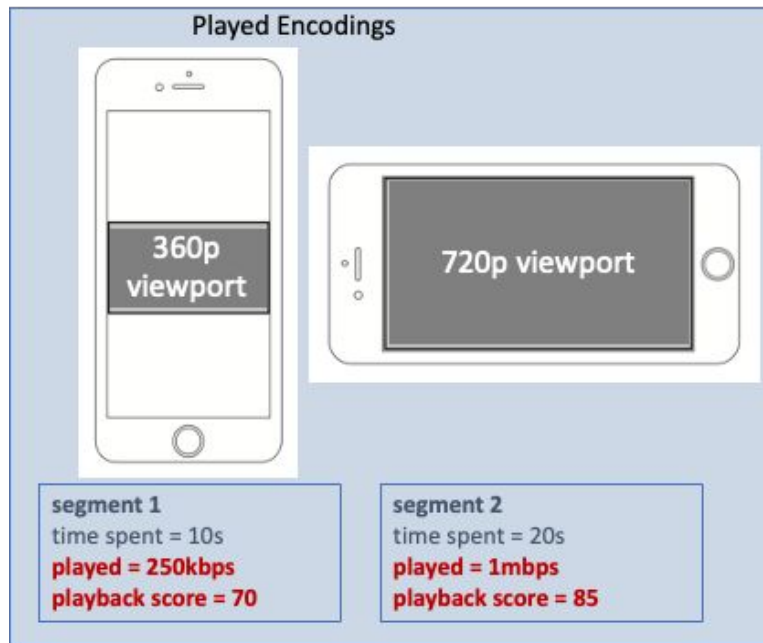 Played Encodings
360p
viewport
720p viewport
segment 1
time spent = 10s
played = 250kbps
playback score = 70
segment 2
time spent = 20s
played = 1mbps
playback score = 85